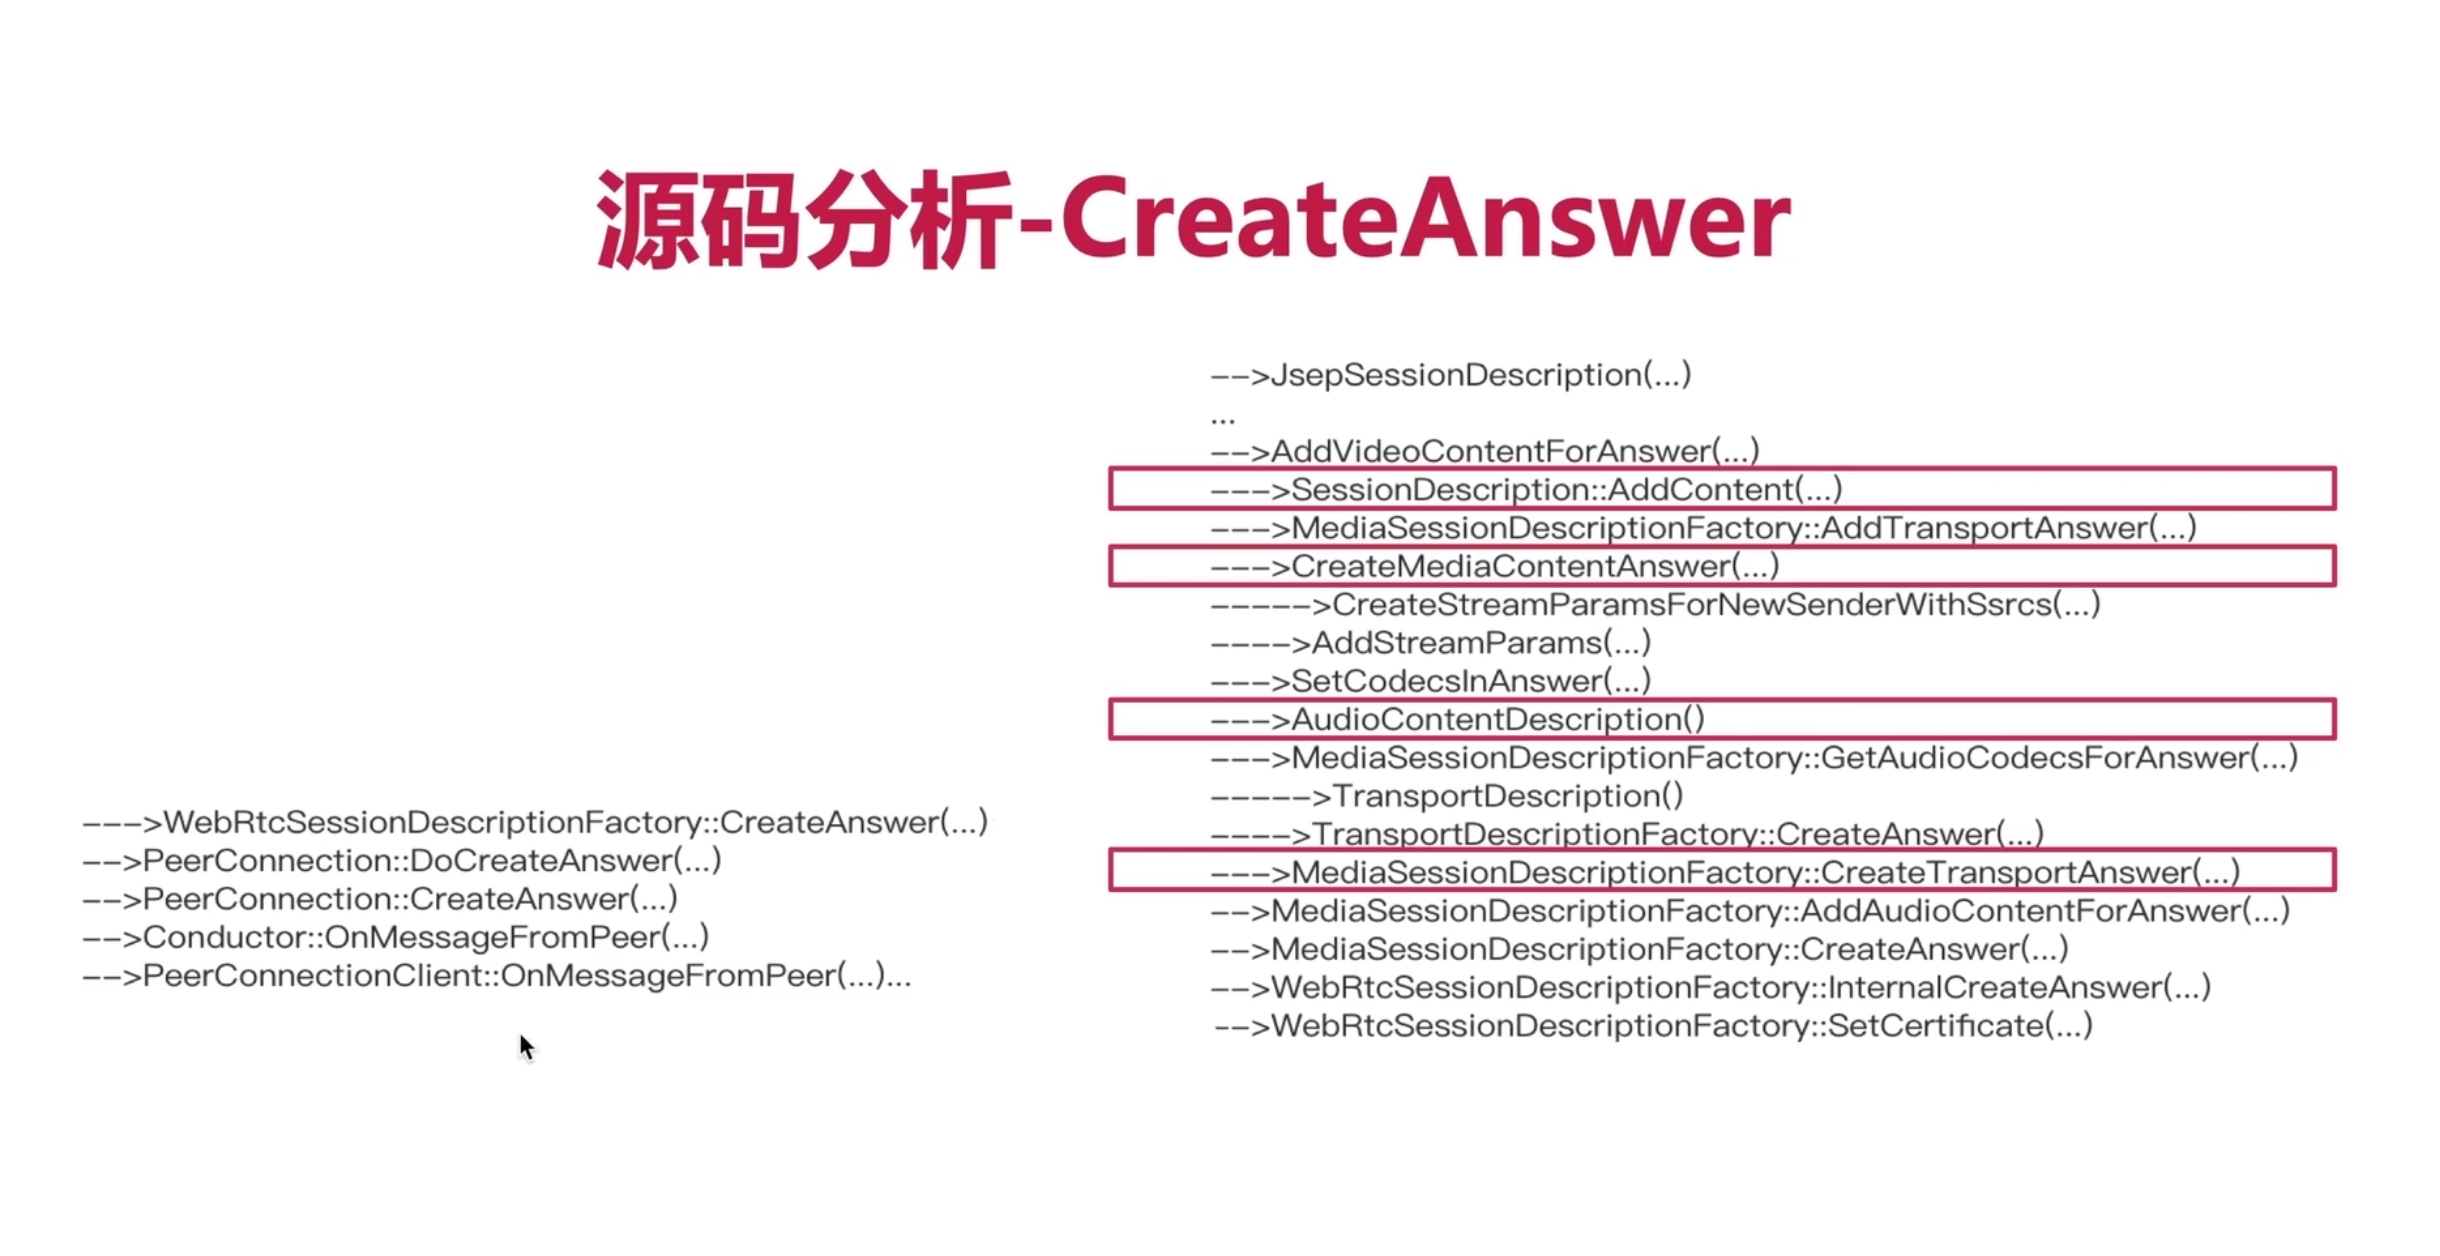 源码分析-CreateAnswer
--->WebRtcSessionDescriptionFactory::CreateAnswer(...)
-->PeerConnection::DoCreateAnswer(...)
-->PeerConnection::CreateAnswer(...)
-->Conductor::OnMessageFromPeer(...)
-->PeerConnectionClient::OnMessageFromPeer(...)...
-->JsepSessionDescription(...)
...
-->AddVideoContentForAnswer(...)
--->SessionDescription::AddContent(...)
--->MediaSessionDescriptionFactory::AddTransportAnswer(...)
--->CreateMediaContentAnswer(...)
----->CreateStreamParamsForNewSenderWithSsrcs(...)
---->AddStreamParams(...)
--->SetCodecsInAnswer(...)
--->AudioContentDescription()
--->MediaSessionDescriptionFactory::GetAudioCodecsForAnswer(...)
----->TransportDescription()
---->TransportDescriptionFactory::CreateAnswer(...)
--->MediaSessionDescriptionFactory::CreateTransportAnswer(...)
-->MediaSessionDescriptionFactory::AddAudioContentForAnswer(...)
-->MediaSessionDescriptionFactory::CreateAnswer(...)
-->WebRtcSessionDescriptionFactory::InternalCreateAnswer(...)
-->WebRtcSessionDescriptionFactory::SetCertificate(...)